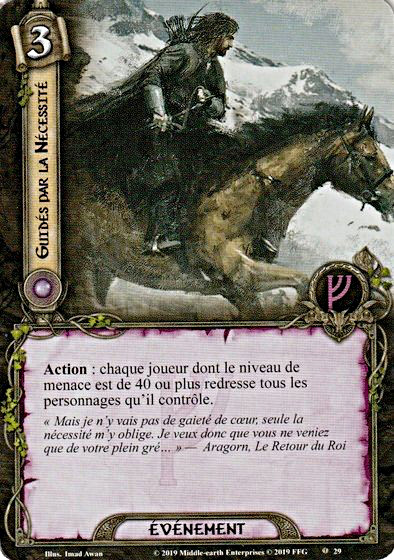 3
Guidés par la Nécessité
Action : chaque joueur dont le niveau de
menace est de 40 ou plus redresse tous les
personnages qu'il contrôle.
« Mais je n'y vais pas de gaieté de cœur, seule la
nécessité m'y oblige. Je veux donc que vous ne veniez
que de votre plein gré… » — Aragorn, Le Retour du Roi
ÉVÉNEMENT
Illus. Imad Awan © 2019 Middle-earth Enterprises © 2019 FFG 29